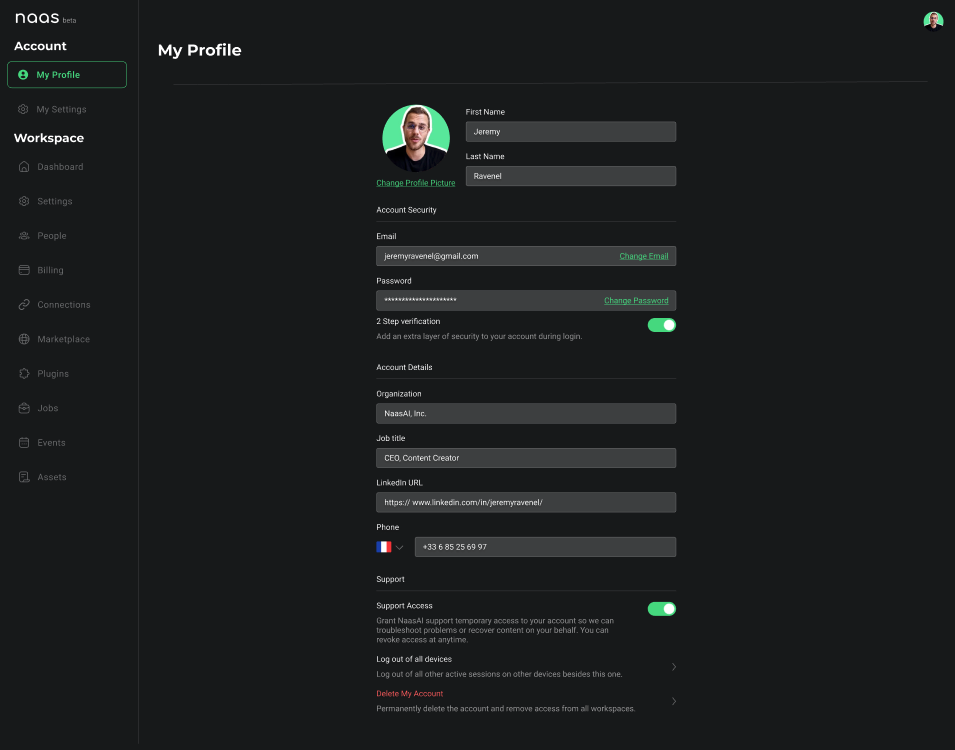 naas beta
Account
My Profile
My Settings
Workspace
Dashboard
Settings
People
Billing
Connections
Marketplace
Plugins
Jobs
Events
Assets
My Profile
First Name
Jeremy
Last Name
Ravenel
Change Profile Picture
Account Security
Email
jeremyravenel@gmail.com Change Email
Password
********************* Change Password
2 Step verification
Add an extra layer of security to your account during login.
Account Details
Organization
NaasAI, Inc.
Job title
CEO, Content Creator
LinkedIn URL
https:// www.linkedin.com/in/jeremyravenel/
Phone
+33 6 85 25 69 97
Support
Support Access
Grant NaasAI support temporary access to your account so we can
troubleshoot problems or recover content on your behalf. You can
revoke access at anytime.
Log out of all devices
Log out of all other active sessions on other devices besides this one.
Delete My Account
Permanently delete the account and remove access from all workspaces.